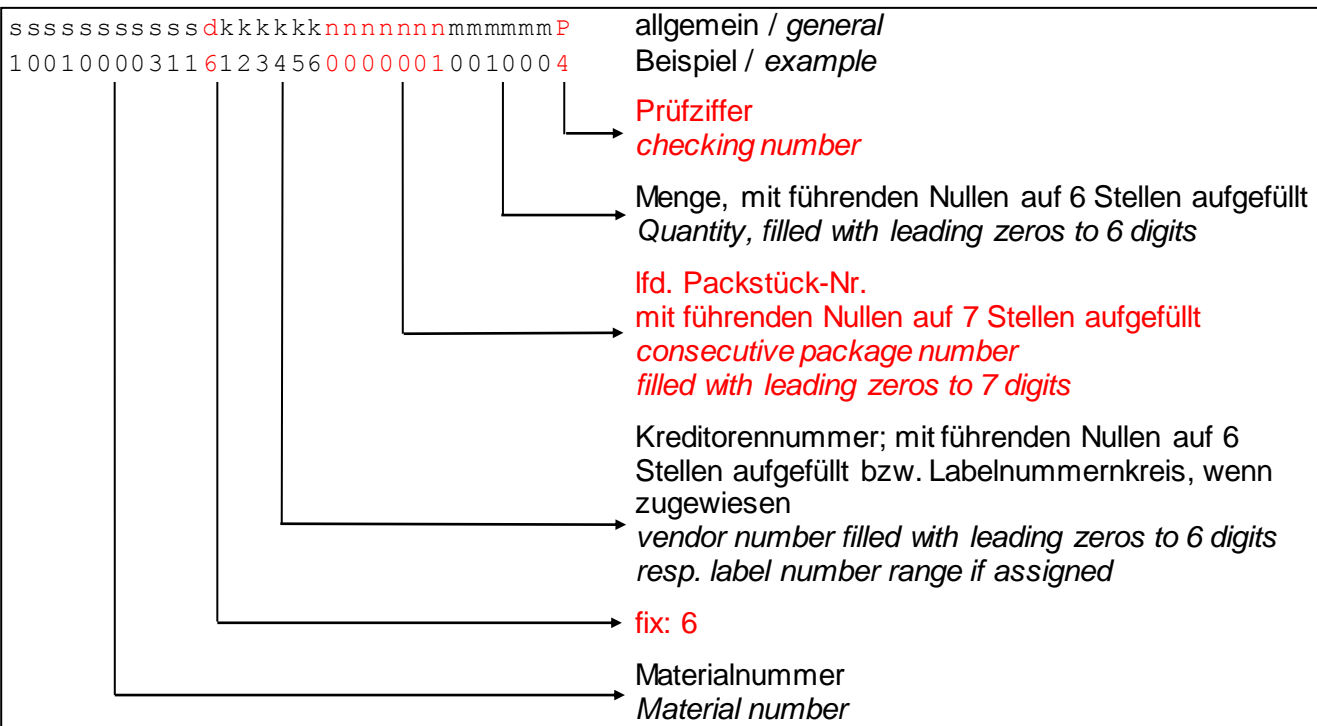 sssssssssssdkkkkkknnnnnnnmmmmmmP allgemein / general
10010000311612345600000010010004 Beispiel / example
Prüfziffer
checking number
Menge, mit führenden Nullen auf 6 Stellen aufgefüllt
Quantity, filled with leading zeros to 6 digits
lfd. Packstück-Nr.
mit führenden Nullen auf 7 Stellen aufgefüllt
consecutive package number
filled with leading zeros to 7 digits
Kreditorennummer; mit führenden Nullen auf 6
Stellen aufgefüllt bzw. Labelnummernkreis, wenn
zugewiesen
vendor number filled with leading zeros to 6 digits
resp. label number range if assigned
fix: 6
Materialnummer
Material number